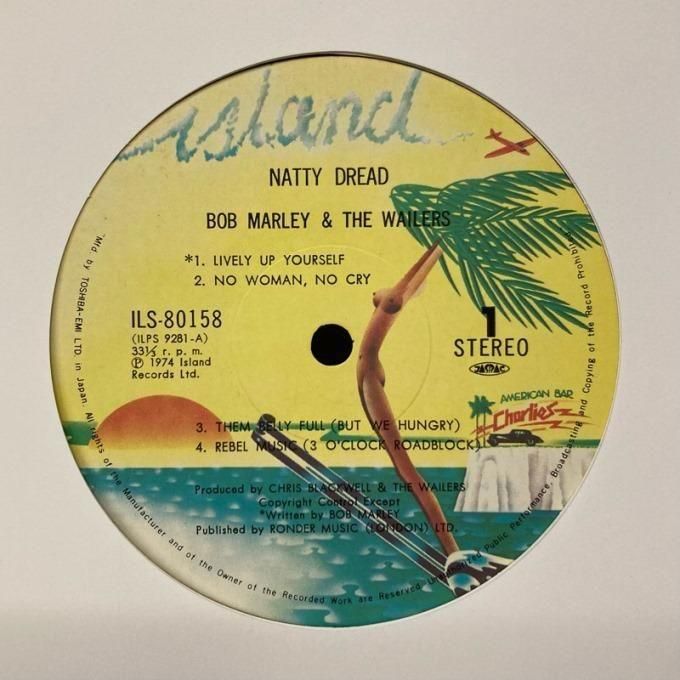 island
NATTY DREAD
BOB MARLEY & THE WAILERS
*1. LIVELY UP YOURSELF
2. NO WOMAN, NO CRY
ILS-80158
(ILPS 9281-A)
33⅓ r. p. m.
Ⓟ 1974 Island
Records Ltd.
1
STEREO
JASRAC
AMERICAN BAR
Charlies
3. THEM BELLY FULL (BUT WE HUNGRY)
4. REBEL MUSIC (3 O'CLOCK ROADBLOCK)
Produced by CHRIS BLACKWELL & THE WAILERS
Copyright Control Except
*Written by BOB MARLEY
Published by RONDER MUSIC (LONDON) LTD.
"Mfd by TOSHIBA-EMI LTD. in Japan. All Rights of the Manufacturer and of the Owner of the Recorded Work are Reserved. Unauthorized Public Performance, Broadcasting and Copying of the Record Prohibited"